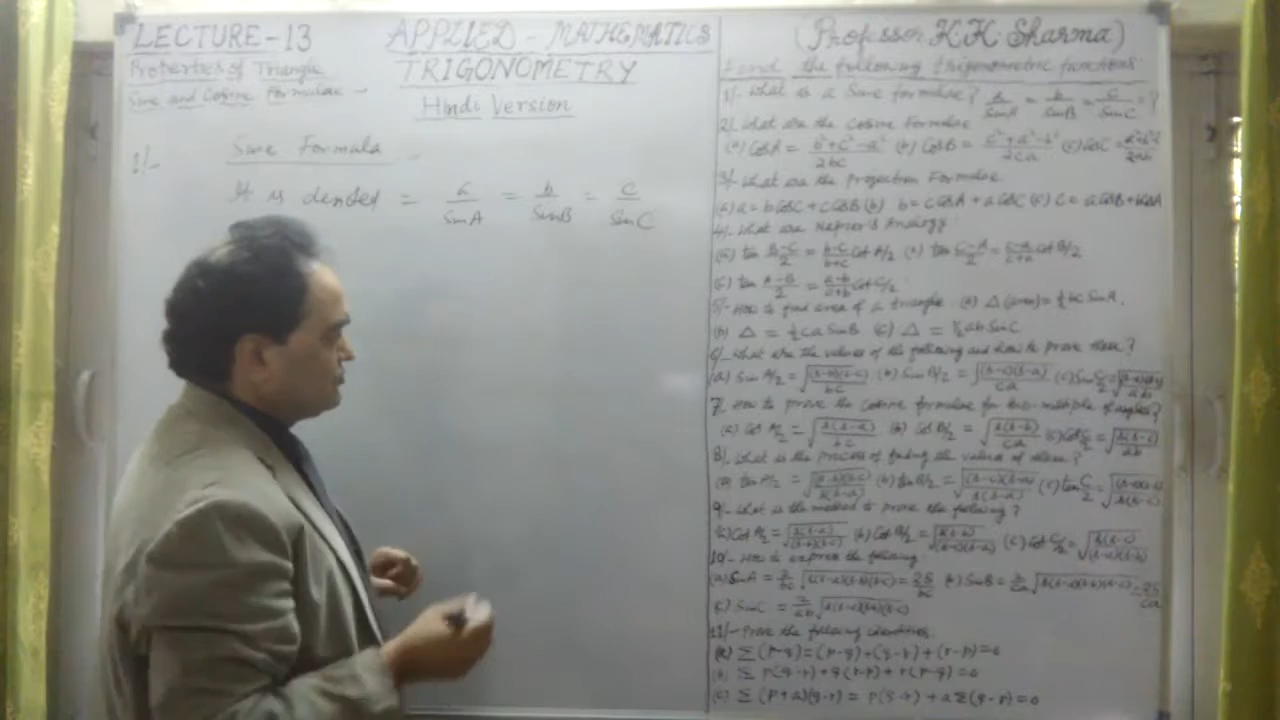 LECTURE-13
APPLIED - MATHEMATICS
(Professor K.K. Sharma)
Properties of Triangle
TRIGONOMETRY
Sine and Cosine Formulae -
Hindi Version
1/- Sine Formula -
It is denoted = a/SinA = b/SinB = c/SinC
Find the following trigonometric functions:
1/- What is a Sine formulae? a/SinA = b/SinB = c/SinC = ?
2/- What are the Cosine Formulae
(a) CosA = b²+c²-a²/2bc (b) CosB = c²+a²-b²/2ca (c) CosC = a²+b²-c²/2ab
3/- What are the Projection Formulae
(a) a = b CosC + c CosB (b) b = c CosA + a CosC (c) c = a CosB + b CosA
4/- What are Napier's Analogy:
(a) tan B-C/2 = b-c/b+c Cot A/2 (b) tan C-A/2 = c-a/c+a Cot B/2
(c) tan A-B/2 = a-b/a+b Cot C/2
5/- How to find area of a triangle (a) Δ (area) = ½ bc SinA,
(b) Δ = ½ ca SinB (c) Δ = ½ ab SinC
6/- What are the values of the following and how to prove these?
(a) Sin A/2 = √(s-b)(s-c)/bc (b) Sin B/2 = √(s-c)(s-a)/ca (c) Sin C/2 = √(s-a)(s-b)/ab
7/- How to prove the Cosine formulae for sub-multiple of angles?
(a) Cos A/2 = √s(s-a)/bc (b) Cos B/2 = √s(s-b)/ca (c) Cos C/2 = √s(s-c)/ab
8/- What is the process of finding the values of these?
(a) tan A/2 = √(s-b)(s-c)/s(s-a) (b) tan B/2 = √(s-c)(s-a)/s(s-b) (c) tan C/2 = √(s-a)(s-b)/s(s-c)
9/- What is the method to prove the following?
(a) Cot A/2 = √s(s-a)/(s-b)(s-c) (b) Cot B/2 = √s(s-b)/(s-c)(s-a) (c) Cot C/2 = √s(s-c)/(s-a)(s-b)
10/- How to express the following:
(a) SinA = 2/bc √s(s-a)(s-b)(s-c) = 2S/bc (b) SinB = 2/ca √s(s-a)(s-b)(s-c) = 2S/ca
(c) SinC = 2/ab √s(s-a)(s-b)(s-c)
11/- Prove the following identities.
(a) Σ (p-q) = (p-q) + (q-r) + (r-p) = 0
(b) Σ p(q-r) + q(r-p) + r(p-q) = 0
(c) Σ (p+a)(q-r) = p(q-r) + a Σ(q-r) = 0